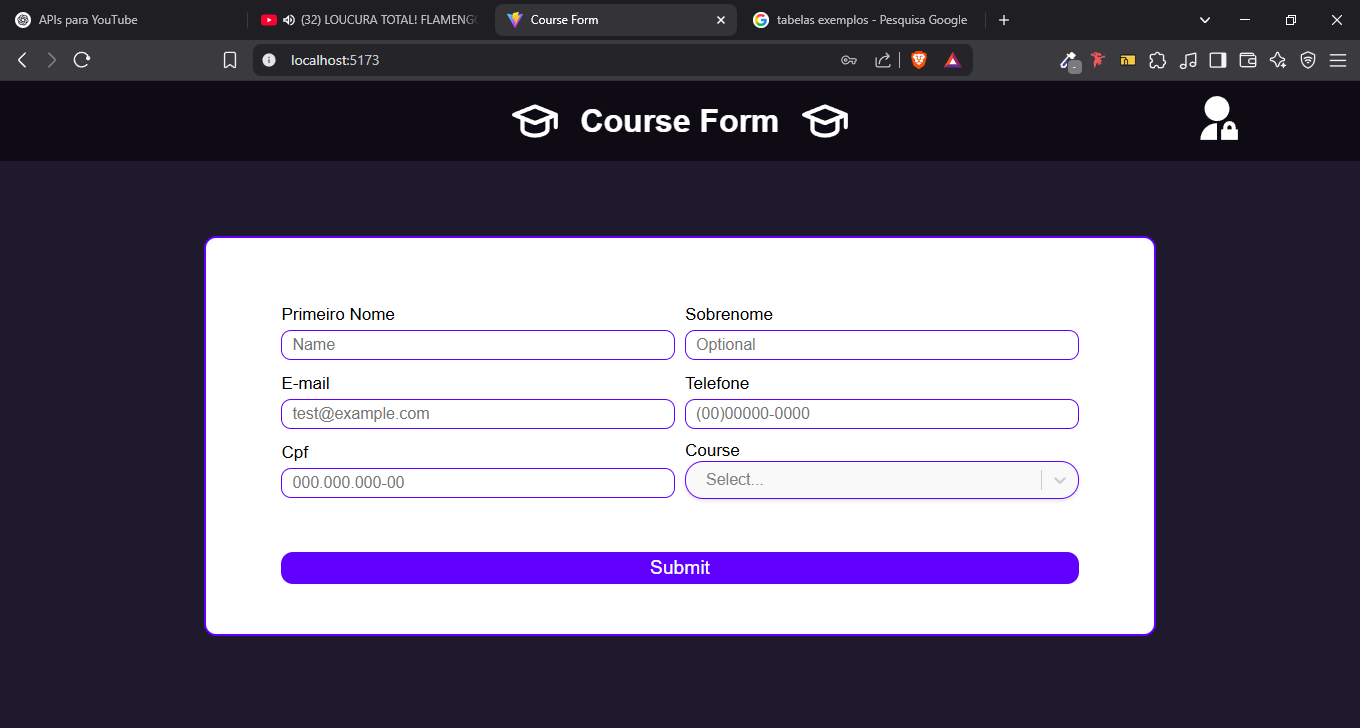 APIs para YouTube
(32) LOUCURA TOTAL! FLAMENG
Course Form
tabelas exemplos - Pesquisa Google
localhost:5173
Course Form
Primeiro Nome
Sobrenome
Name
Optional
E-mail
Telefone
test@example.com
(00)00000-0000
Cpf
Course
000.000.000-00
Select...
Submit